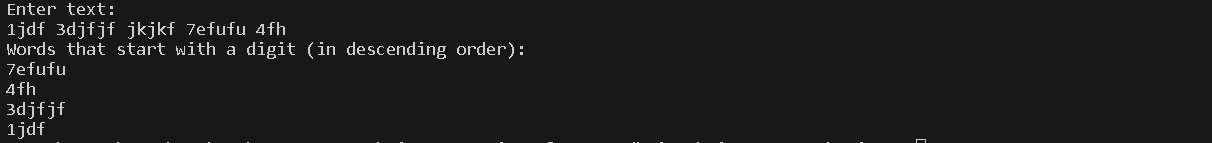 Enter text:
1jdf 3djfjf jkjkf 7efufu 4fh
Words that start with a digit (in descending order):
7efufu
4fh
3djfjf
1jdf